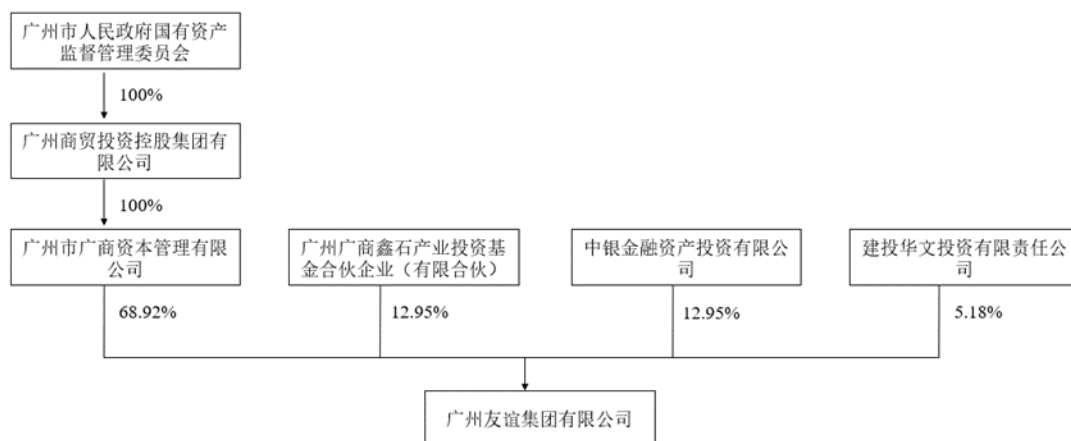 广州市人民政府国有资产
监督管理委员会
100%
广州商贸投资控股集团有
限公司
100%
广州市广商资本管理有限
公司
广州广商鑫石产业投资基
金合伙企业（有限合伙）
中银金融资产投资有限公
司
建投华文投资有限责任公
司
68.92%
12.95%
12.95%
5.18%
广州友谊集团有限公司